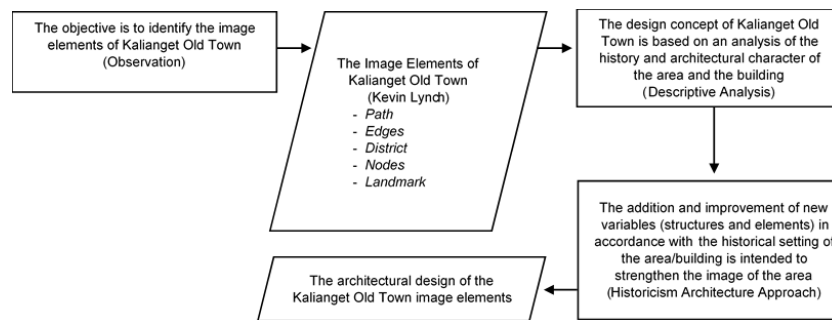 The objective is to identify the image
elements of Kalianget Old Town
(Observation)
The Image Elements of
Kalianget Old Town
(Kevin Lynch)
- Path
- Edges
- District
- Nodes
- Landmark
The design concept of Kalianget Old
Town is based on an analysis of the
history and architectural character of
the area and the building
(Descriptive Analysis)
The addition and improvement of new
variables (structures and elements) in
accordance with the historical setting of
the area/building is intended to
strengthen the image of the area
(Historicism Architecture Approach)
The architectural design of the
Kalianget Old Town image elements